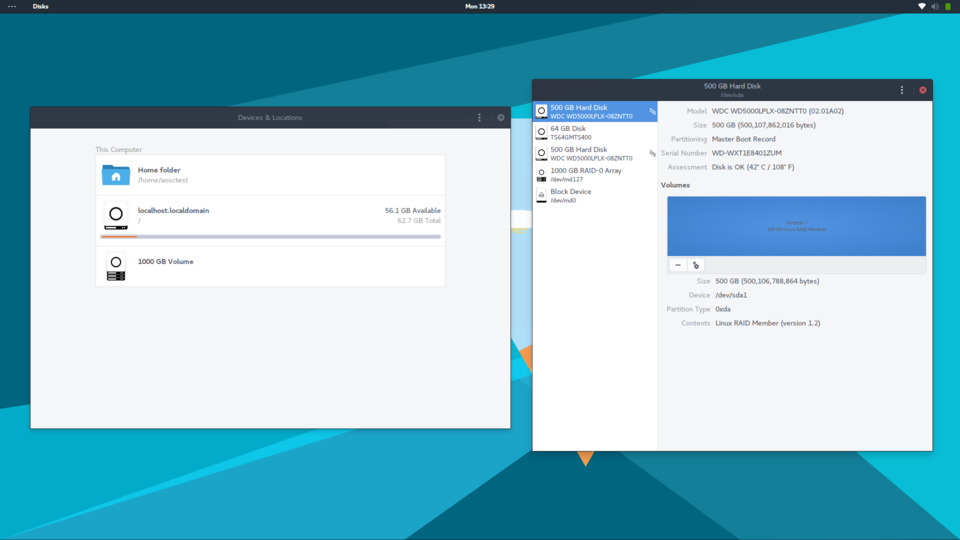 Disks
Mon 13:29
Devices & Locations
This Computer
Home folder
/home/aosctest
localhost.localdomain
56.1 GB Available
/
62.7 GB Total
1000 GB Volume
500 GB Hard Disk
/dev/sda
500 GB Hard Disk
WDC WD5000LPLX-08ZNTT0
64 GB Disk
TS64GMTS400
500 GB Hard Disk
WDC WD5000LPLX-08ZNTT0
1000 GB RAID-0 Array
/dev/md127
Block Device
/dev/md0
Model WDC WD5000LPLX-08ZNTT0 (02.01A02)
Size 500 GB (500,107,862,016 bytes)
Partitioning Master Boot Record
Serial Number WD-WXT1E8401ZUM
Assessment Disk is OK (42° C / 108° F)
Volumes
Partition 1
500 GB Linux RAID Member
Size 500 GB (500,106,788,864 bytes)
Device /dev/sda1
Partition Type 0xda
Contents Linux RAID Member (version 1.2)